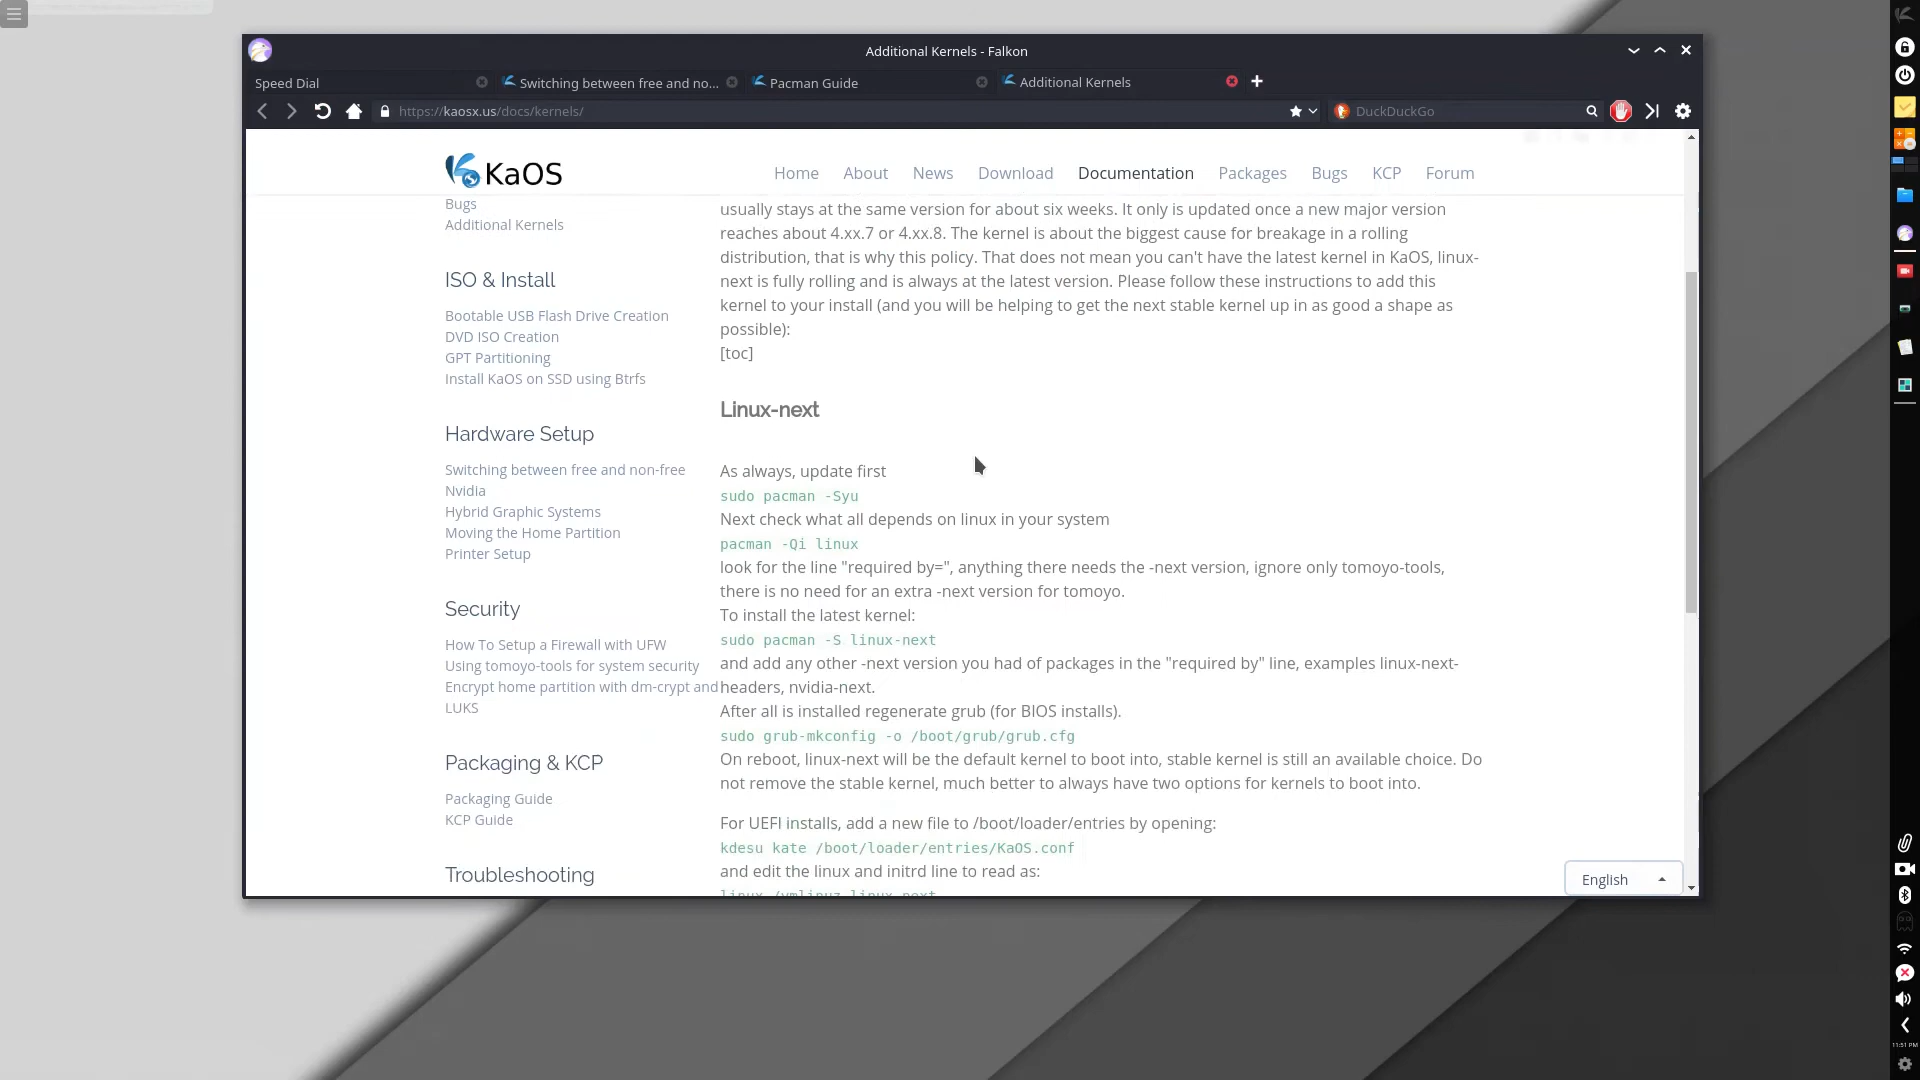 Additional Kernels - Falkon
Speed Dial
Switching between free and no...
Pacman Guide
Additional Kernels
https://kaosx.us/docs/kernels/
DuckDuckGo
KaOS
Home
About
News
Download
Documentation
Packages
Bugs
KCP
Forum
Bugs
Additional Kernels
ISO & Install
Bootable USB Flash Drive Creation
DVD ISO Creation
GPT Partitioning
Install KaOS on SSD using Btrfs
Hardware Setup
Switching between free and non-free
Nvidia
Hybrid Graphic Systems
Moving the Home Partition
Printer Setup
Security
How To Setup a Firewall with UFW
Using tomoyo-tools for system security
Encrypt home partition with dm-crypt and
LUKS
Packaging & KCP
Packaging Guide
KCP Guide
Troubleshooting
usually stays at the same version for about six weeks. It only is updated once a new major version
reaches about 4.xx.7 or 4.xx.8. The kernel is about the biggest cause for breakage in a rolling
distribution, that is why this policy. That does not mean you can't have the latest kernel in KaOS, linux-
next is fully rolling and is always at the latest version. Please follow these instructions to add this
kernel to your install (and you will be helping to get the next stable kernel up in as good a shape as
possible):
[toc]
Linux-next
As always, update first
sudo pacman -Syu
Next check what all depends on linux in your system
pacman -Qi linux
look for the line "required by=", anything there needs the -next version, ignore only tomoyo-tools,
there is no need for an extra -next version for tomoyo.
To install the latest kernel:
sudo pacman -S linux-next
and add any other -next version you had of packages in the "required by" line, examples linux-next-
headers, nvidia-next.
After all is installed regenerate grub (for BIOS installs).
sudo grub-mkconfig -o /boot/grub/grub.cfg
On reboot, linux-next will be the default kernel to boot into, stable kernel is still an available choice. Do
not remove the stable kernel, much better to always have two options for kernels to boot into.
For UEFI installs, add a new file to /boot/loader/entries by opening:
kdesu kate /boot/loader/entries/KaOS.conf
and edit the linux and initrd line to read as:
linux /vmlinuz-linux-next
English
11:51 PM